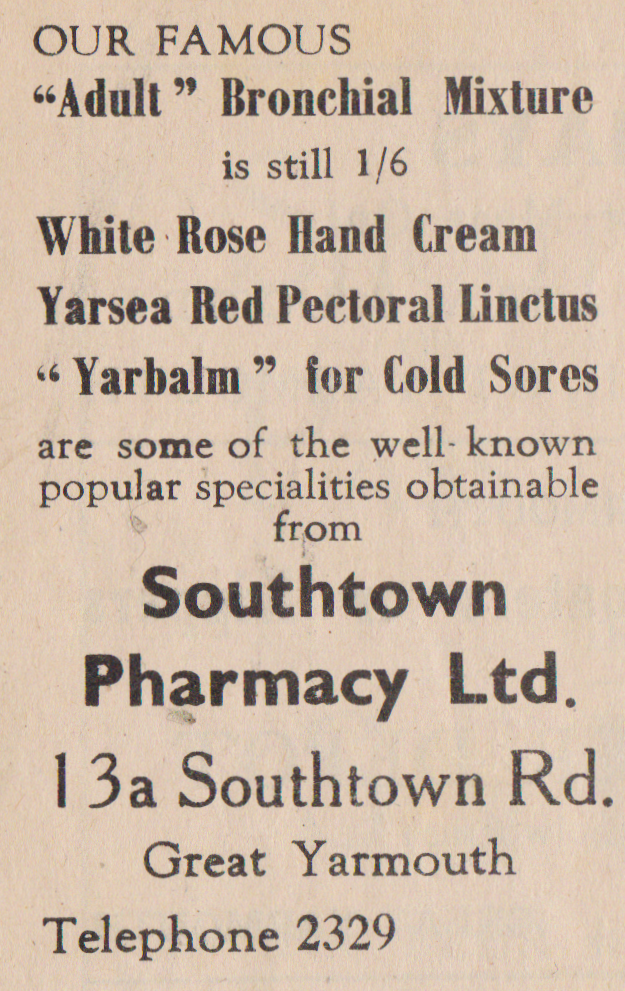 OUR FAMOUS
“Adult” Bronchial Mixture
is still 1/6
White Rose Hand Cream
Yarsea Red Pectoral Linctus
“Yarbalm” for Cold Sores
are some of the well-known
popular specialities obtainable
from
Southtown
Pharmacy Ltd.
13a Southtown Rd.
Great Yarmouth
Telephone 2329